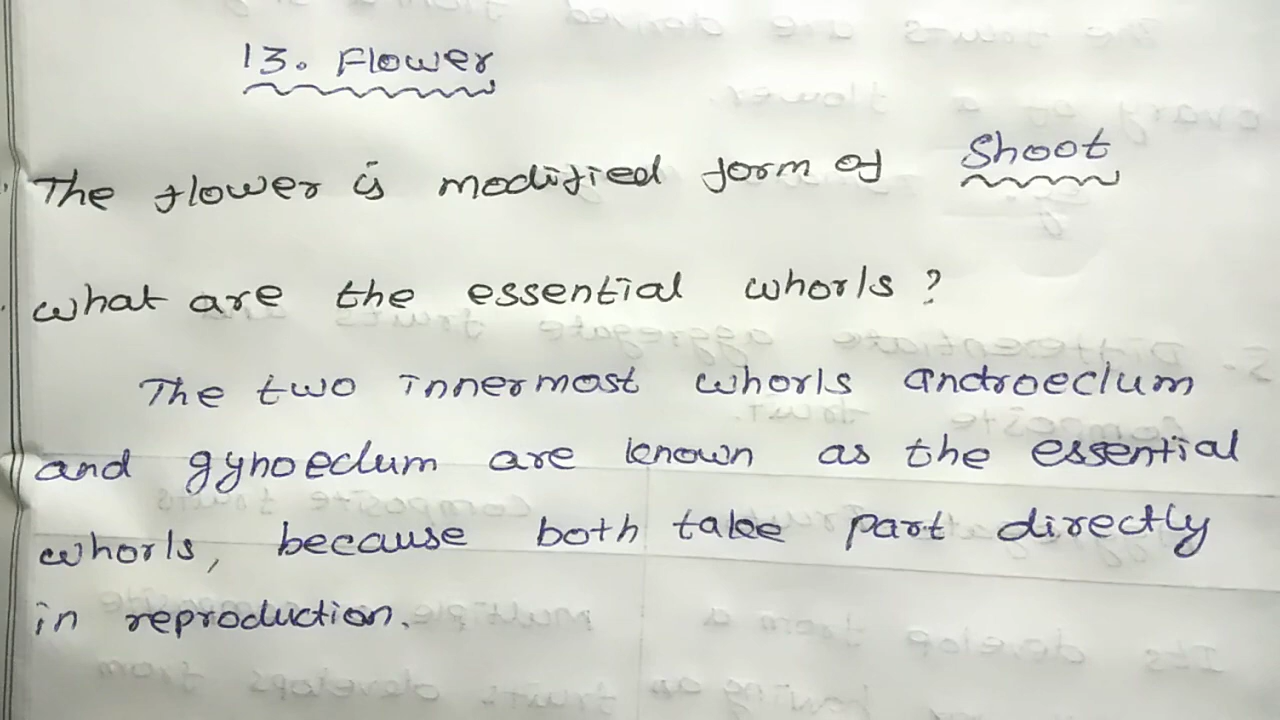 13. Flower
The flower is modified form of Shoot
what are the essential whorls ?
The two innermost whorls androeclum
and gynoeclum are known as the essential
whorls, because both take part directly
in reproduction.